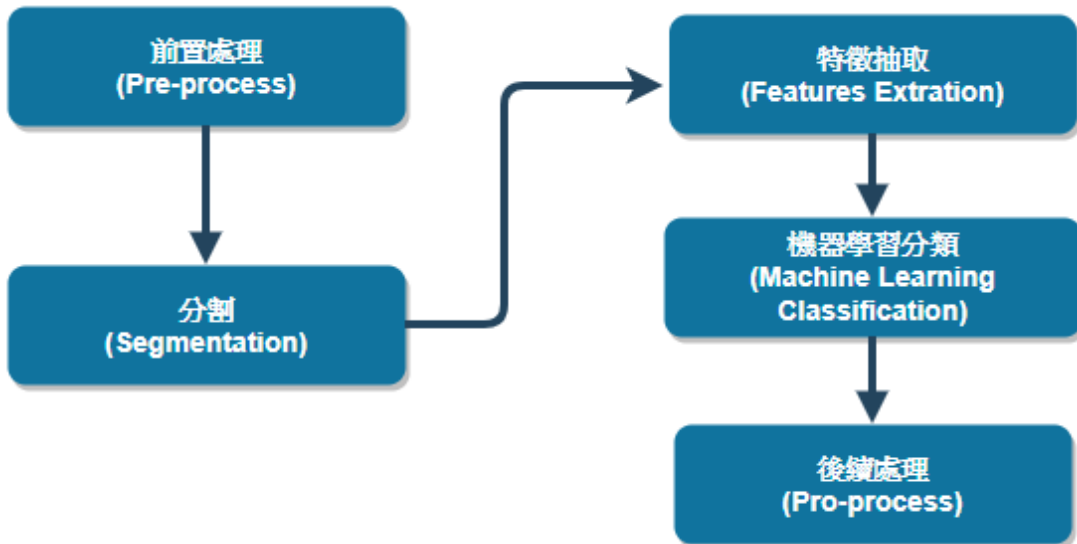 前置處理
(Pre-process)
分割
(Segmentation)
特徵抽取
(Features Extration)
機器學習分類
(Machine Learning
Classification)
後續處理
(Pro-process)